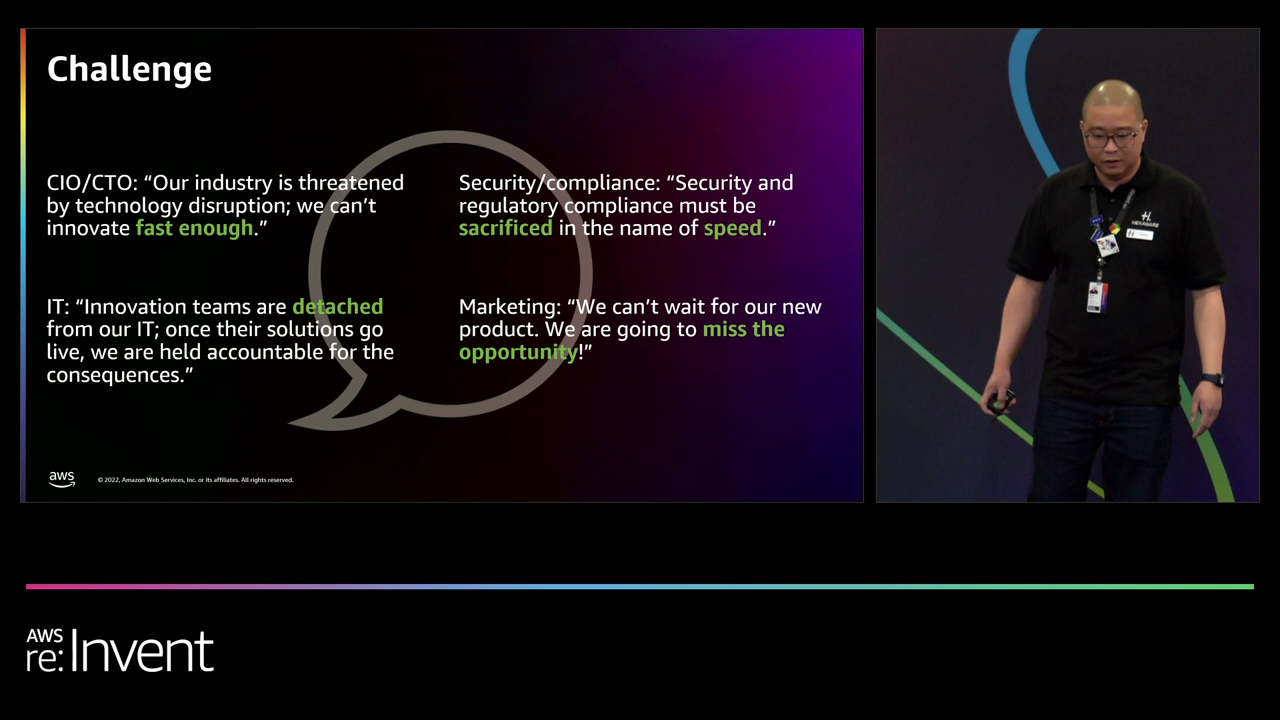 Challenge
CIO/CTO: “Our industry is threatened
by technology disruption; we can’t
innovate fast enough.”
Security/compliance: “Security and
regulatory compliance must be
sacrificed in the name of speed.”
IT: “Innovation teams are detached
from our IT; once their solutions go
live, we are held accountable for the
consequences.”
Marketing: “We can’t wait for our new
product. We are going to miss the
opportunity!”
aws
© 2022, Amazon Web Services, Inc. or its affiliates. All rights reserved.
HEXAWARE
AWS
re:Invent